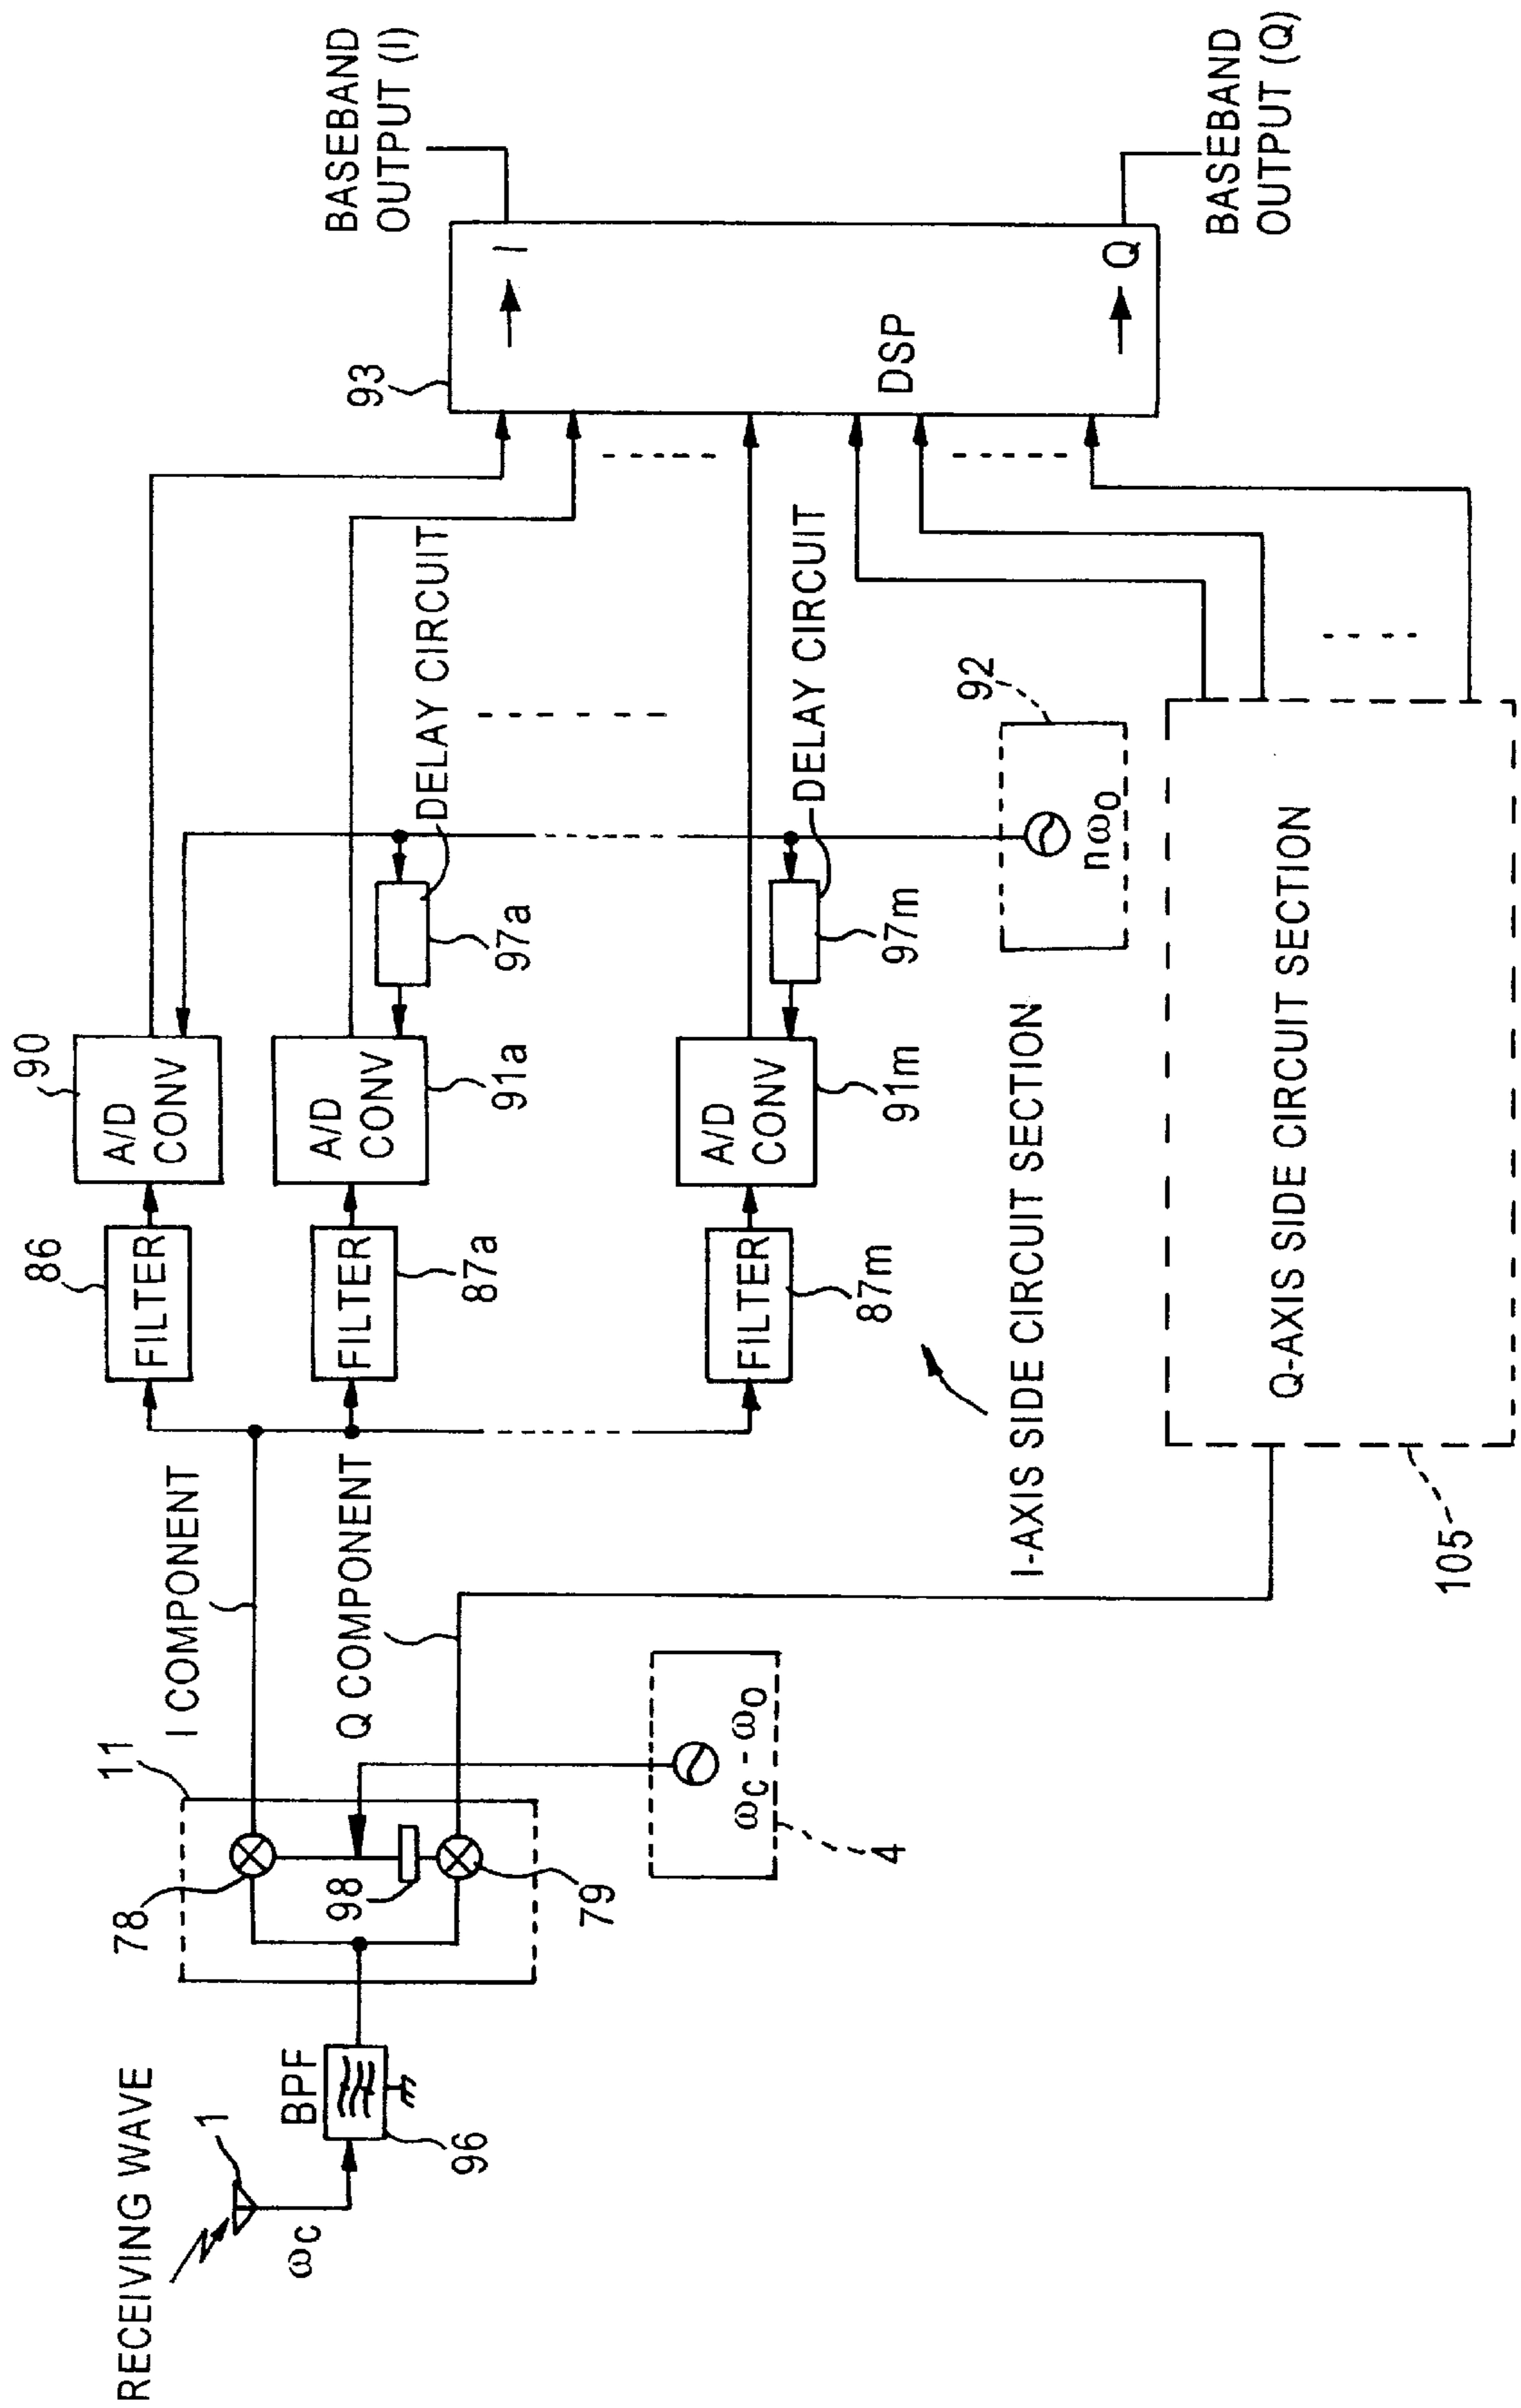 RECEIVING WAVE
1
ωC
BPF
96
11
78
98
79
I COMPONENT
Q COMPONENT
4
ωC - ωO
86
FILTER
90
A/D
CONV
FILTER
87a
A/D
CONV
91a
97a
DELAY CIRCUIT
FILTER
87m
A/D
CONV
91m
97m
DELAY CIRCUIT
I-AXIS SIDE CIRCUIT SECTION
92
nωO
Q-AXIS SIDE CIRCUIT SECTION
105
93
DSP
I
Q
BASEBAND
OUTPUT (I)
BASEBAND
OUTPUT (Q)